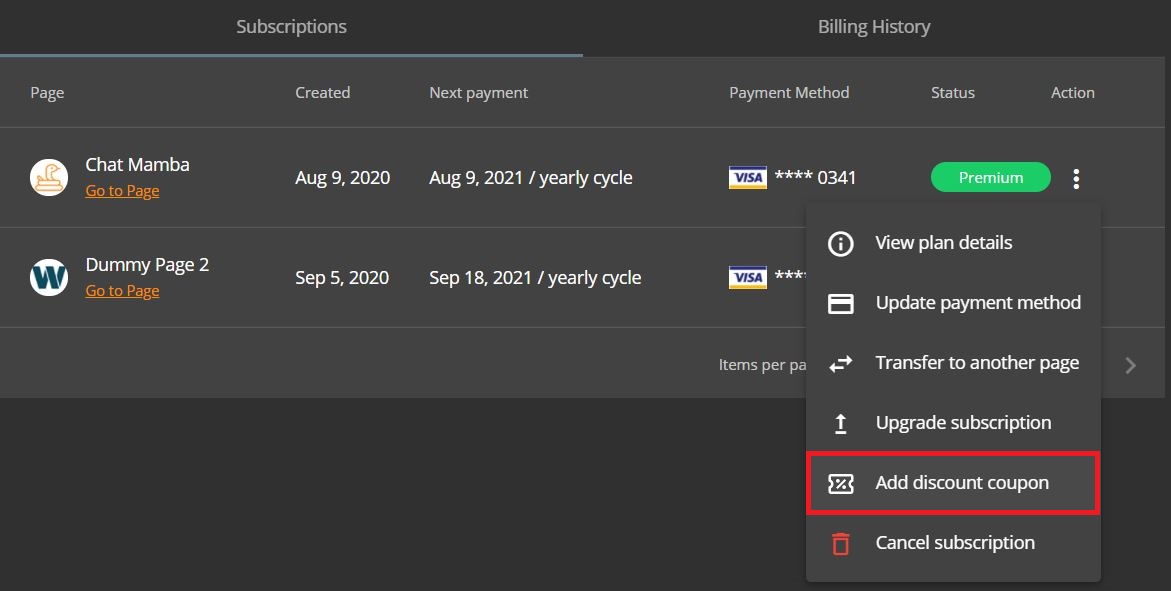 Subscriptions
Billing History
Page Created Next payment Payment Method Status Action
Chat Mamba
Go to Page
Aug 9, 2020 Aug 9, 2021 / yearly cycle VISA **** 0341 Premium
View plan details
Dummy Page 2
Go to Page
Sep 5, 2020 Sep 18, 2021 / yearly cycle VISA ****
Update payment method
Items per pa
Transfer to another page
Upgrade subscription
Add discount coupon
Cancel subscription